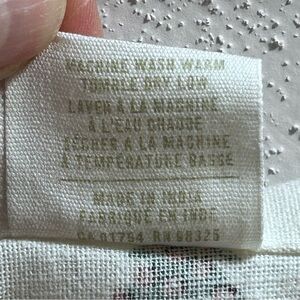 MACHINE WASH WARM
TUMBLE DRY LOW
LAVER A LA MACHINE
À L'EAU CHAUDE
SÉCHER A LA MACHINE
À TEMPÉRATURE BASSE
MADE IN INDIA
FABRIQUÉ EN INDE
CA 01794 RN 98325